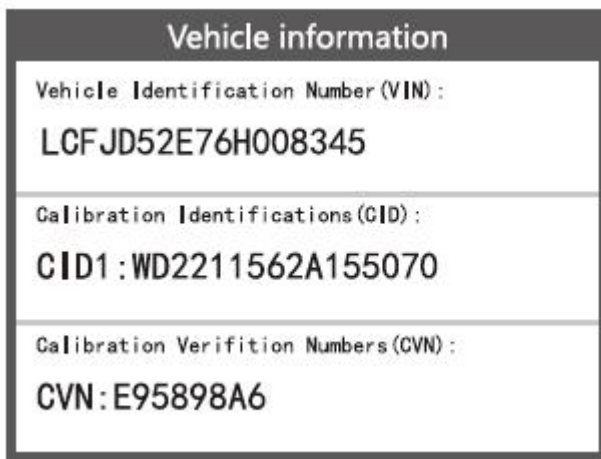 Vehicle information
Vehicle Identification Number(VIN):
LCFJD52E76H008345
Calibration Identifications(CID):
CID1:WD2211562A155070
Calibration Verifition Numbers(CVN):
CVN:E95898A6